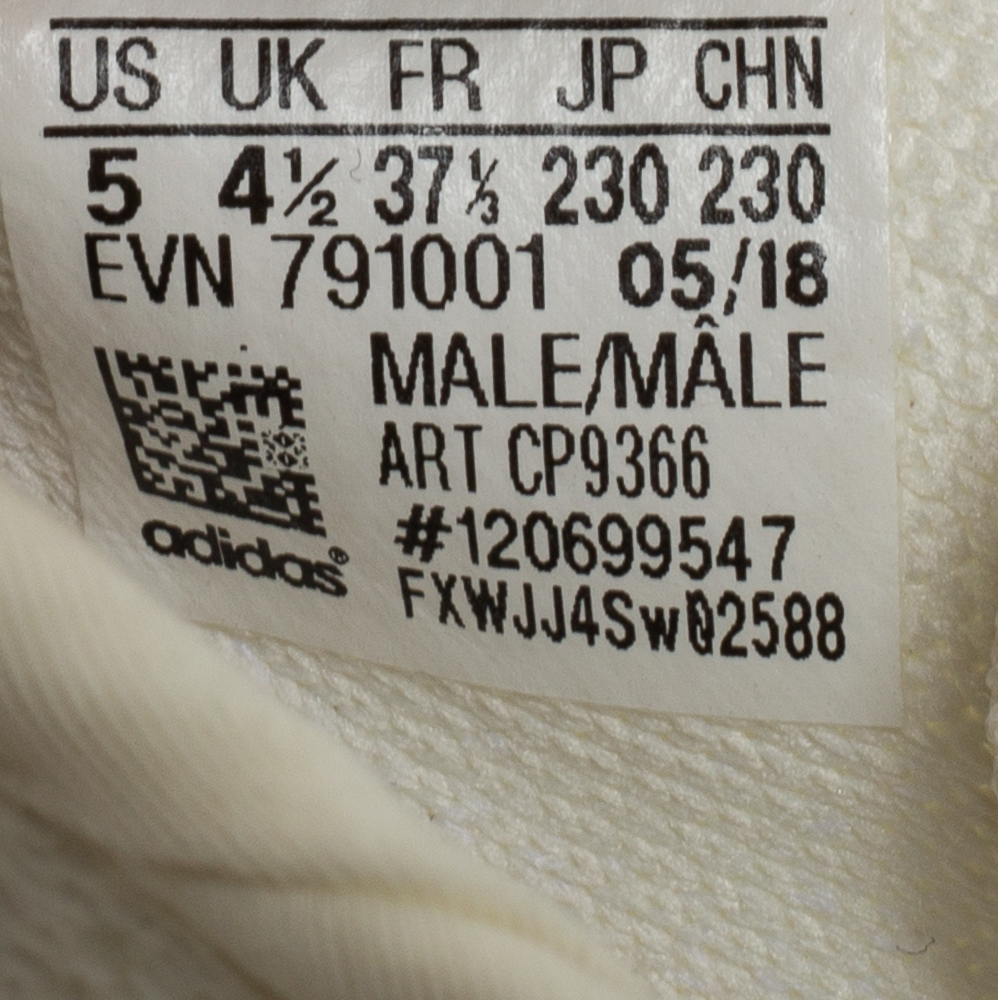 US UK FR JP CHN
5 4½ 37⅓ 230 230
EVN 791001 05/18
MALE/MÂLE
ART CP9366
#120699547
FXWJJ4Sw02588
adidas®